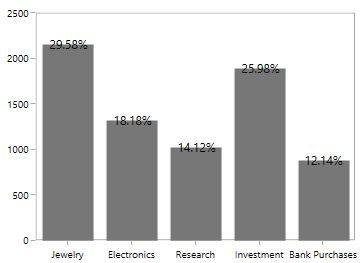 2500
2000
1500
1000
500
0
29.58%
18.18%
14.12%
25.98%
12.14%
Jewelry
Electronics
Research
Investment
Bank Purchases